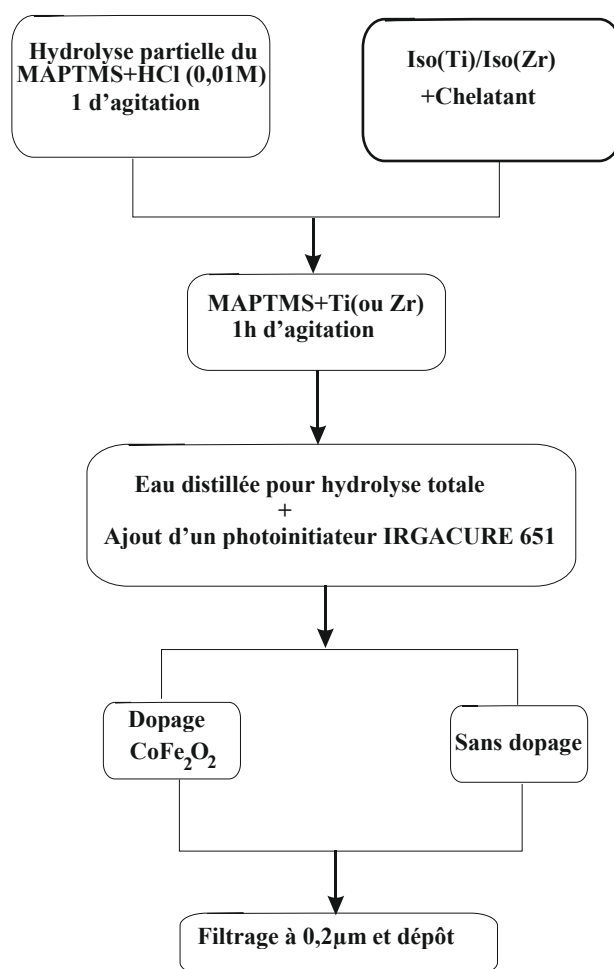 Hydrolyse partielle du
MAPTMS+HCl (0,01M)
1 d’agitation
Iso(Ti)/Iso(Zr)
+Chelatant
MAPTMS+Ti(ou Zr)
1h d’agitation
Eau distillée pour hydrolyse totale
+
Ajout d’un photoinitiateur IRGACURE 651
Dopage
CoFe₂O₂
Sans dopage
Filtrage à 0,2µm et dépôt